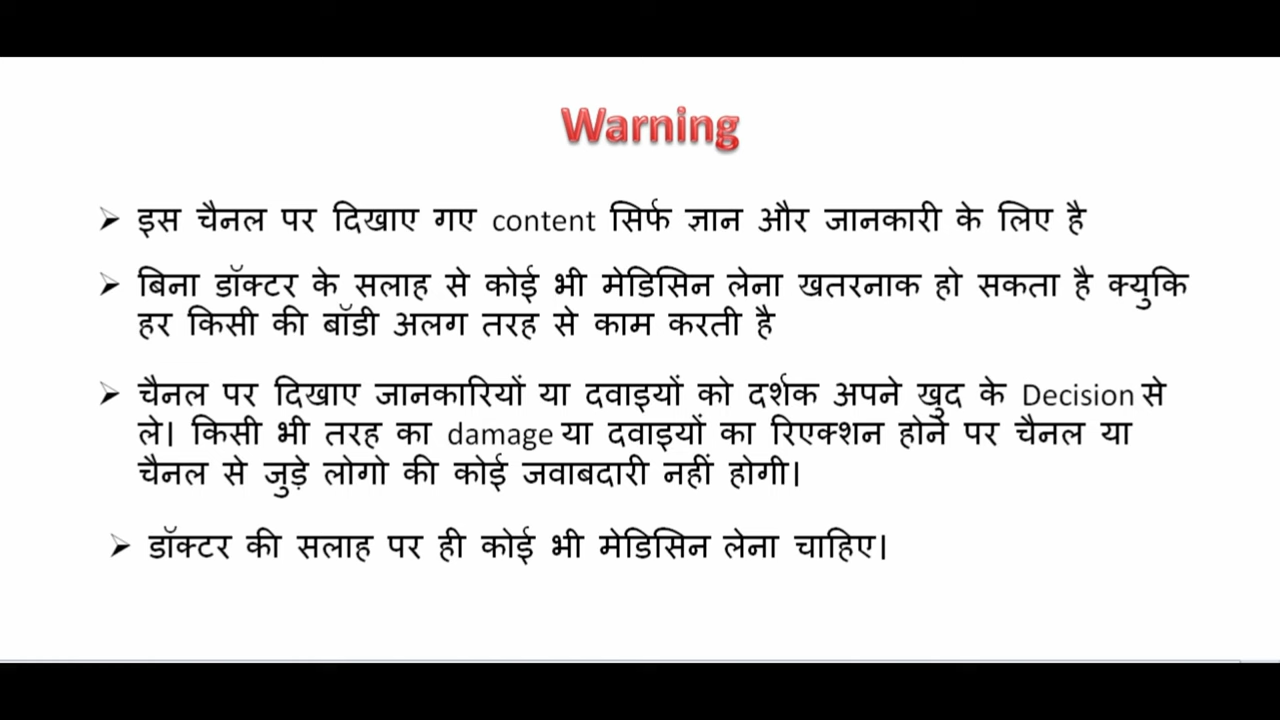 Warning
➢ इस चैनल पर दिखाए गए content सिर्फ ज्ञान और जानकारी के लिए है
➢ बिना डॉक्टर के सलाह से कोई भी मेडिसिन लेना खतरनाक हो सकता है क्युकि
हर किसी की बॉडी अलग तरह से काम करती है
➢ चैनल पर दिखाए जानकारियों या दवाइयों को दर्शक अपने खुद के Decision से
ले। किसी भी तरह का damage या दवाइयों का रिएक्शन होने पर चैनल या
चैनल से जुड़े लोगो की कोई जवाबदारी नहीं होगी।
➢ डॉक्टर की सलाह पर ही कोई भी मेडिसिन लेना चाहिए।